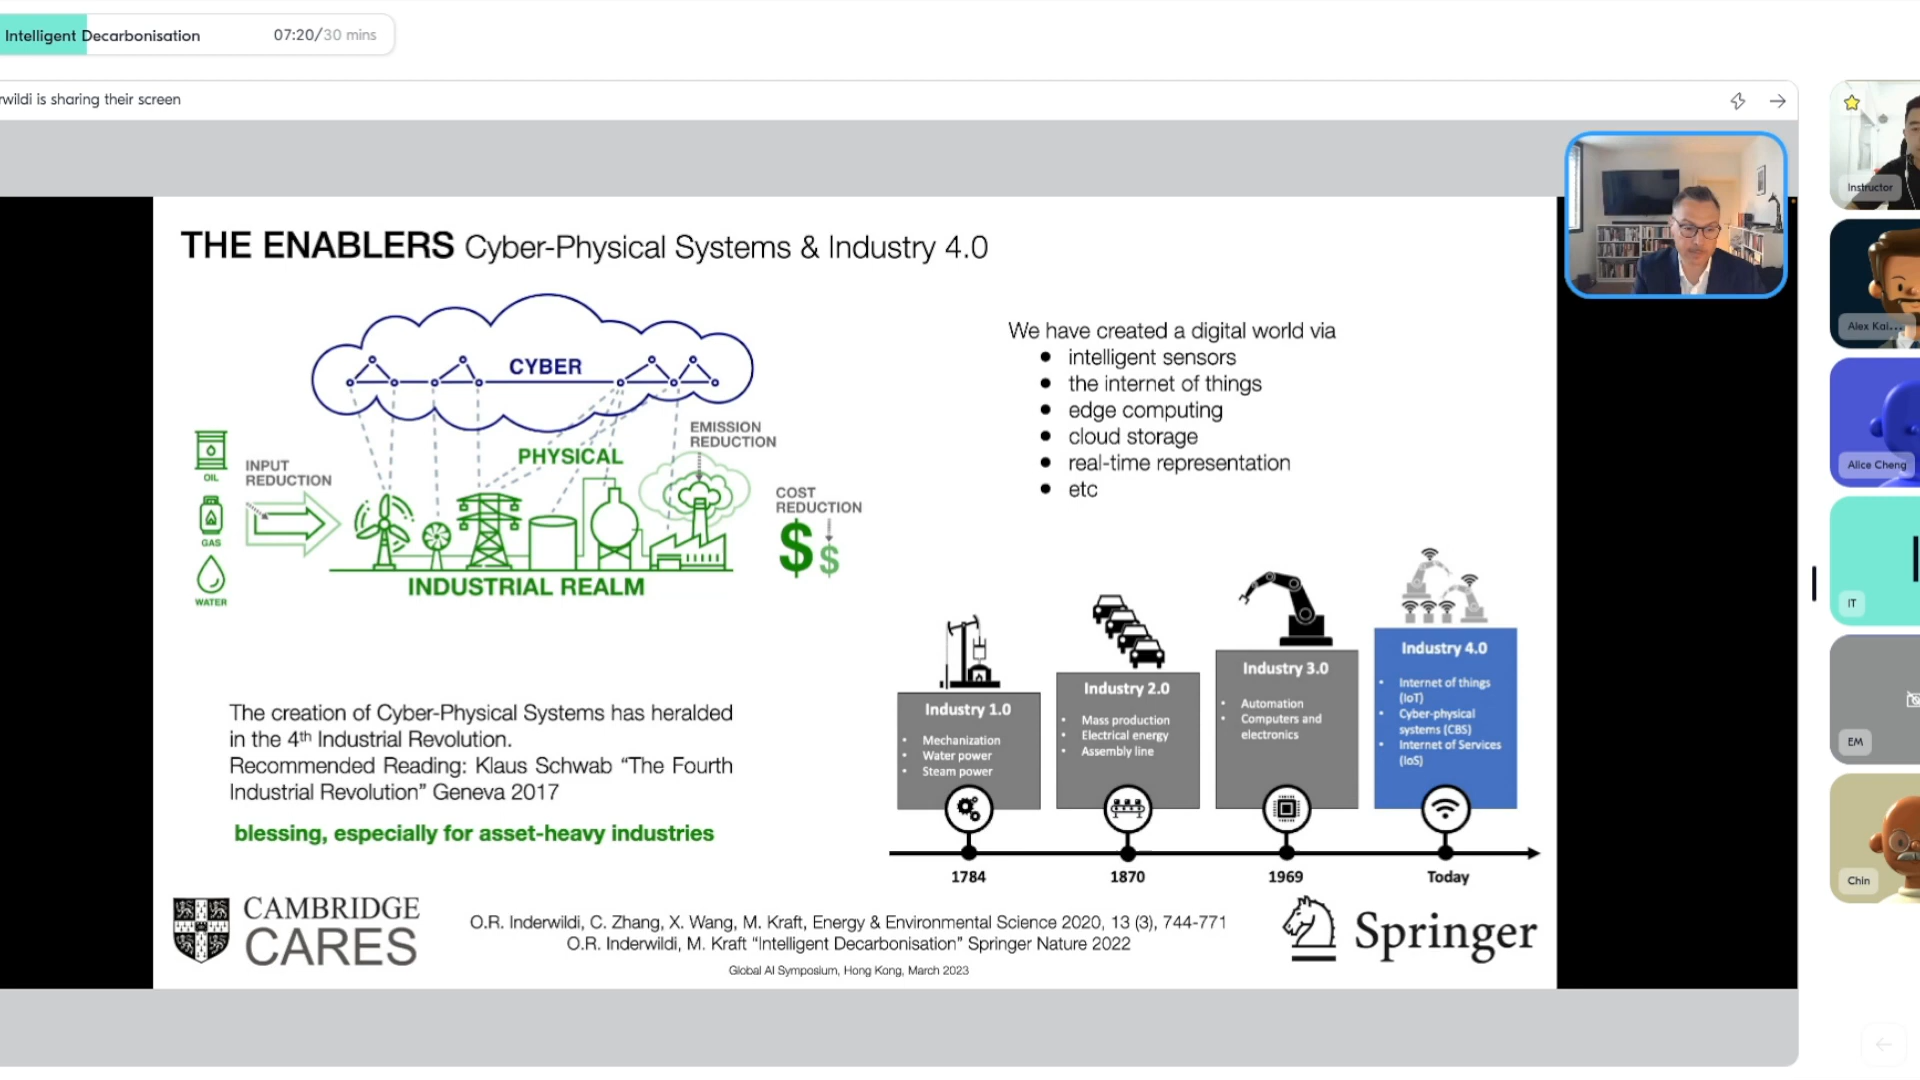 Intelligent Decarbonisation
07:20/30 mins
rwildi is sharing their screen
THE ENABLERS Cyber-Physical Systems & Industry 4.0
CYBER
PHYSICAL
EMISSION
REDUCTION
OIL
INPUT
REDUCTION
GAS
WATER
COST
REDUCTION
$ $
INDUSTRIAL REALM
We have created a digital world via
• intelligent sensors
• the internet of things
• edge computing
• cloud storage
• real-time representation
• etc
The creation of Cyber-Physical Systems has heralded
in the 4th Industrial Revolution.
Recommended Reading: Klaus Schwab “The Fourth
Industrial Revolution” Geneva 2017
blessing, especially for asset-heavy industries
Industry 1.0
• Mechanization
• Water power
• Steam power
1784
Industry 2.0
• Mass production
• Electrical energy
• Assembly line
1870
Industry 3.0
• Automation
• Computers and
electronics
1969
Industry 4.0
• Internet of things
(IoT)
• Cyber-physical
systems (CBS)
• Internet of Services
(IoS)
Today
CAMBRIDGE
CARES
O.R. Inderwildi, C. Zhang, X. Wang, M. Kraft, Energy & Environmental Science 2020, 13 (3), 744-771
O.R. Inderwildi, M. Kraft “Intelligent Decarbonisation” Springer Nature 2022
Global AI Symposium, Hong Kong, March 2023
Springer
Instructor
Alex Kai...
Alice Cheng
IT
EM
Chin